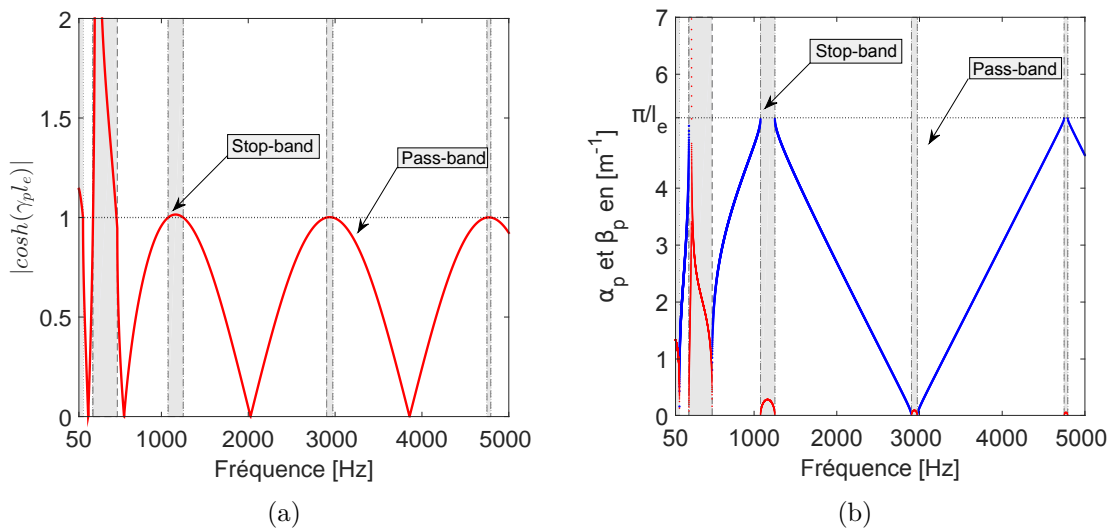 2
1.5
1
0.5
0
|cosh(γ_p l_e)|
Stop-band
Pass-band
50 1000 2000 3000 4000 5000
Fréquence [Hz]
(a)
7
6
π/l_e
5
4
3
2
1
0
α_p et β_p en [m⁻¹]
Stop-band
Pass-band
50 1000 2000 3000 4000 5000
Fréquence [Hz]
(b)